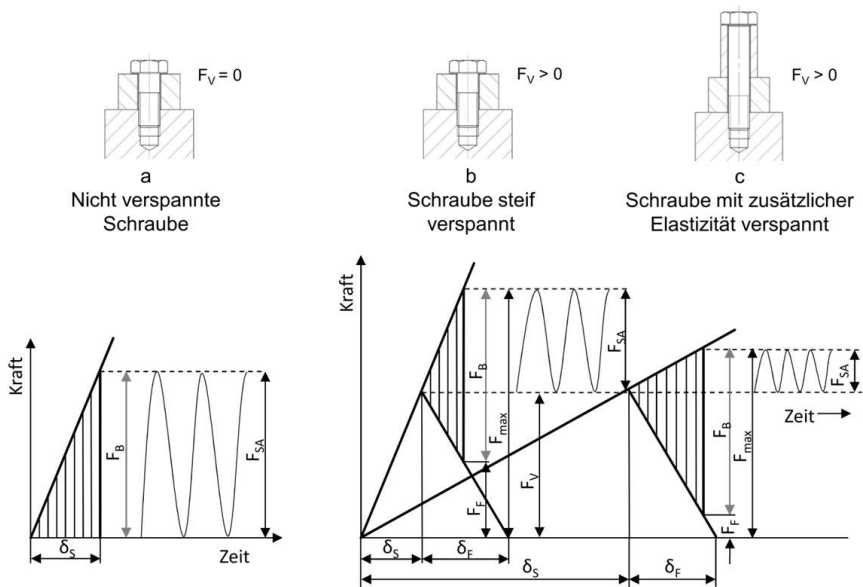 F_V = 0
F_V > 0
F_V > 0
a
Nicht verspannte
Schraube
b
Schraube steif
verspannt
c
Schraube mit zusätzlicher
Elastizität verspannt
Kraft
F_B
F_SA
δ_S
Zeit
Kraft
F_B
F_max
F_SA
F_V
F_F
δ_S
δ_F
δ_S
δ_F
F_B
F_max
F_SA
F_F
Zeit